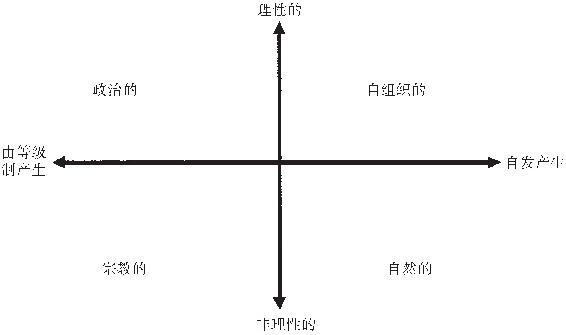 理性的
政治的
自组织的
由等级
制产生
自发产生
宗教的
自然的
非理性的